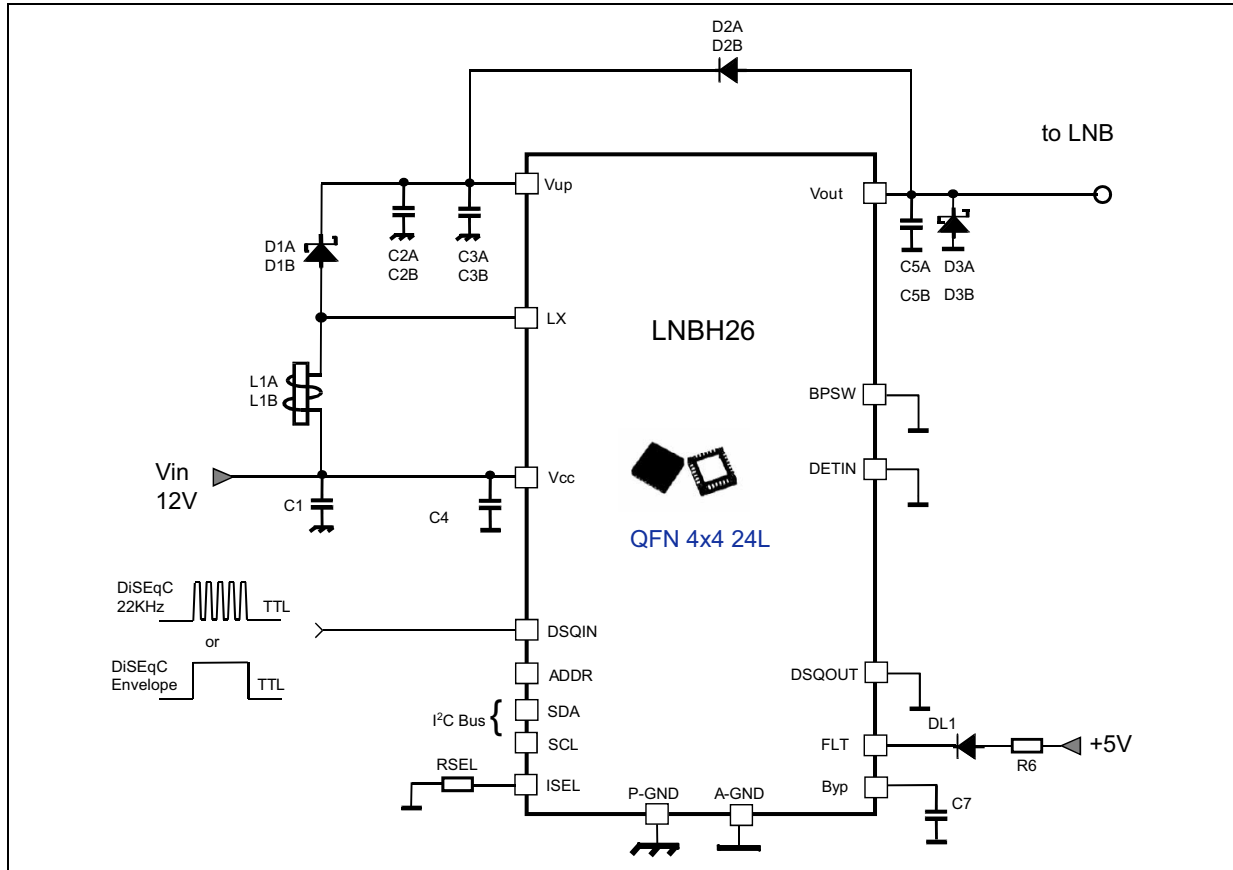 D2A
D2B
to LNB
Vup
Vout
D1A
D1B
C2A
C2B
C3A
C3B
C5A
C5B
D3A
D3B
LX
LNBH26
L1A
L1B
BPSW
Vin
12V
Vcc
DETIN
C1
C4
QFN 4x4 24L
DiSEqC
22KHz
TTL
or
DiSEqC
Envelope
TTL
DSQIN
ADDR
DSQOUT
I²C Bus {
SDA
SCL
DL1
FLT
+5V
R6
RSEL
ISEL
P-GND
A-GND
Byp
C7